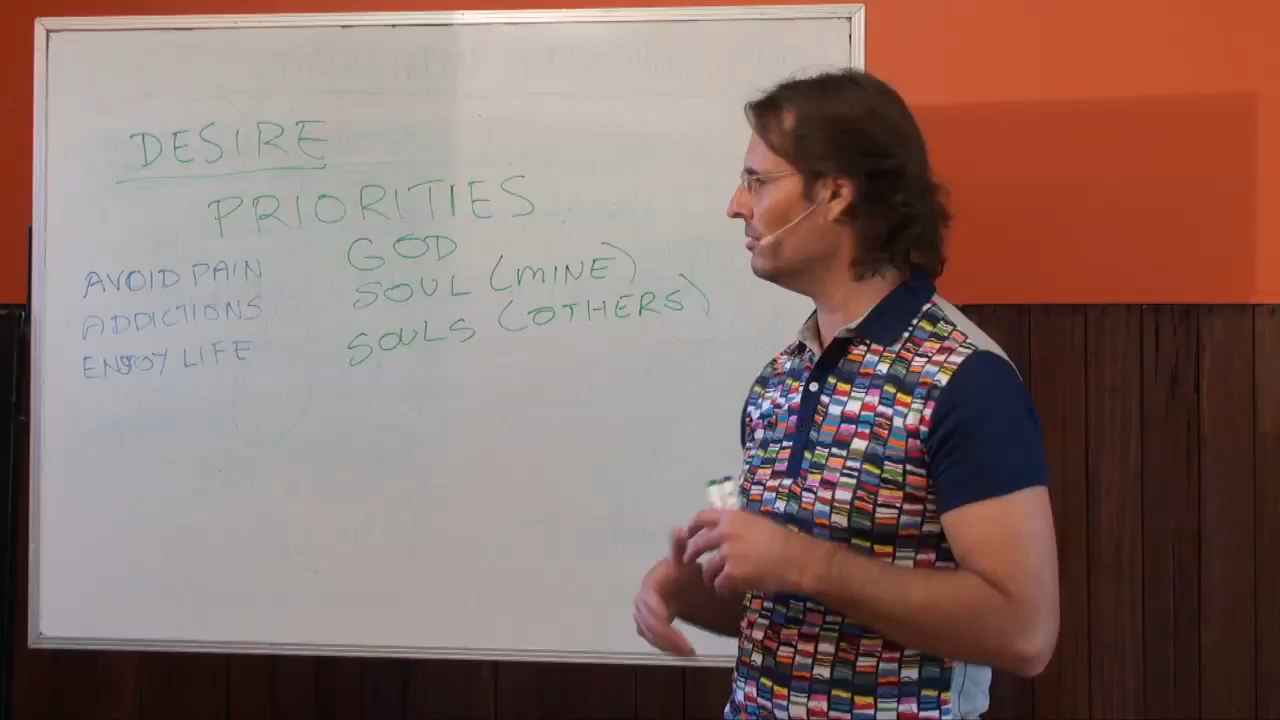 DESIRE
PRIORITIES
GOD
SOUL (MINE)
SOULS (OTHERS)
AVOID PAIN
ADDICTIONS
ENJOY LIFE